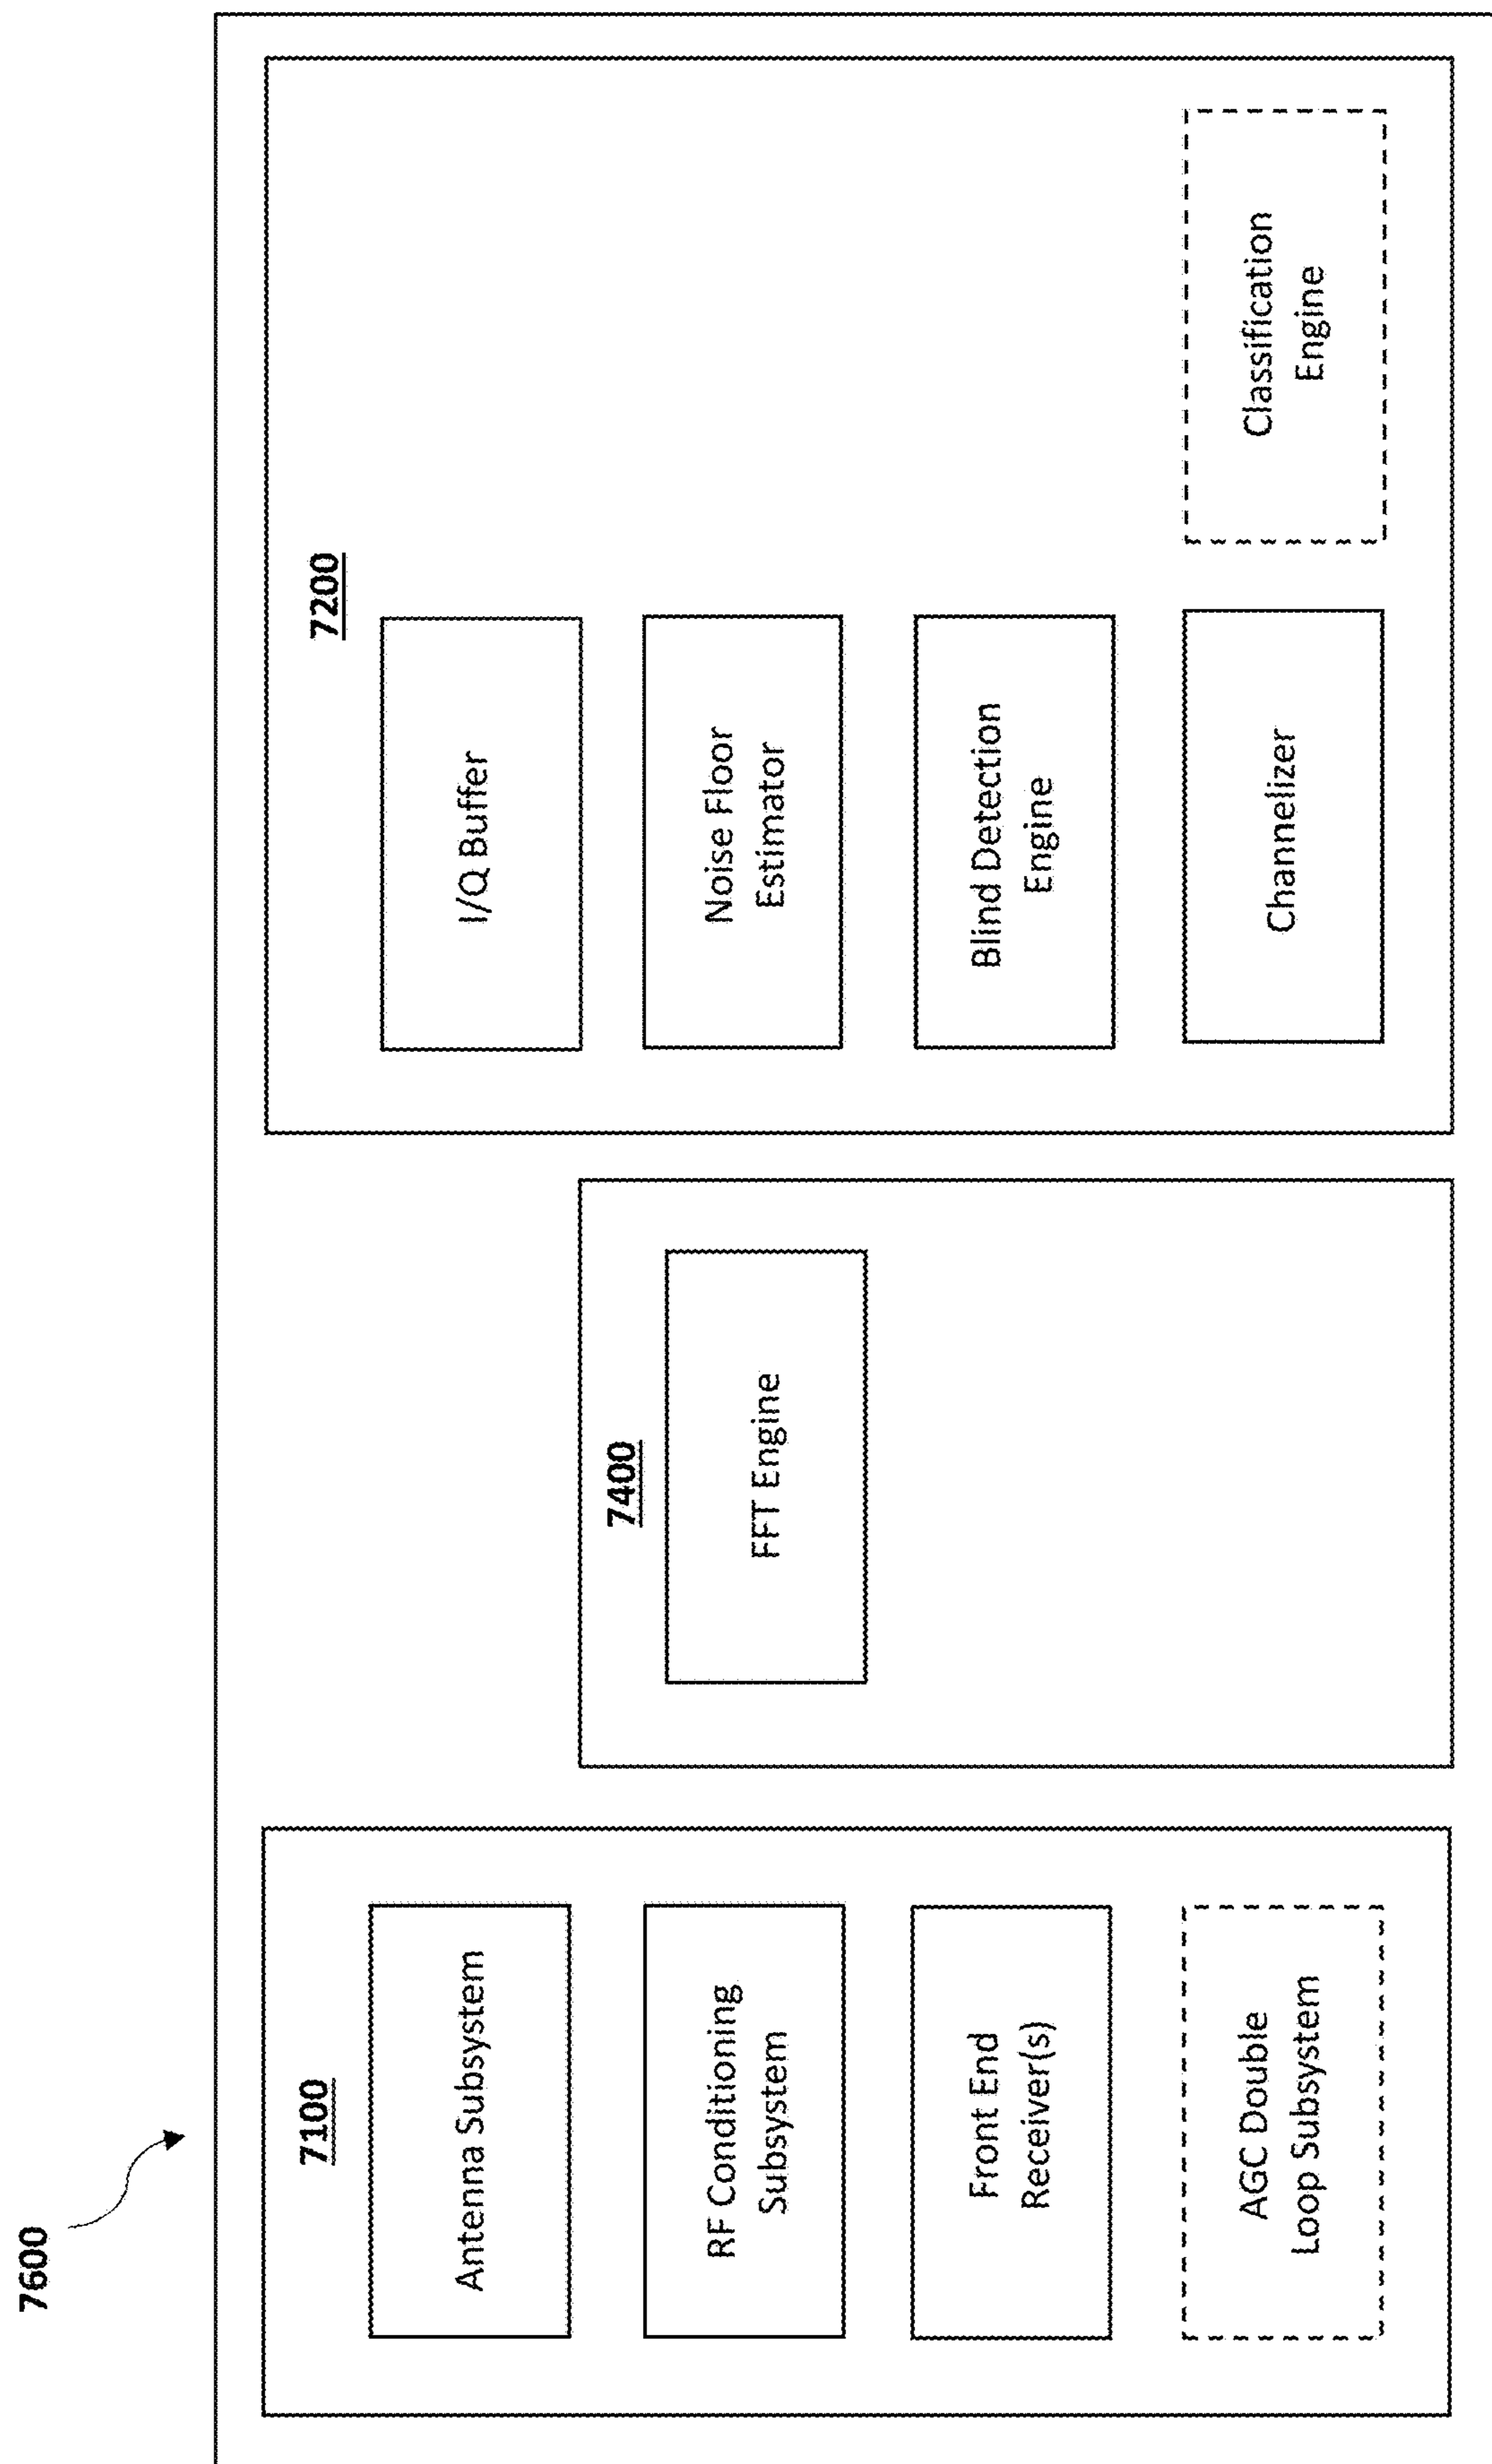 7600
7100
Antenna Subsystem
RF Conditioning
Subsystem
Front End
Receiver(s)
AGC Double
Loop Subsystem
7400
FFT Engine
7200
I/Q Buffer
Noise Floor
Estimator
Blind Detection
Engine
Channelizer
Classification
Engine